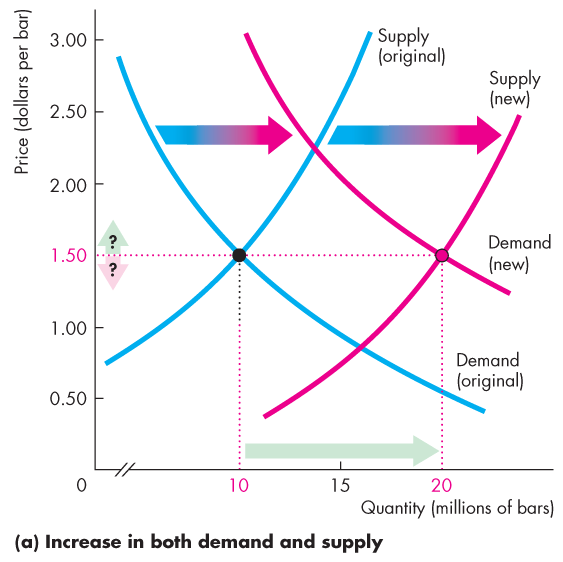 Price (dollars per bar)
3.00
2.50
2.00
1.50
1.00
0.50
0
?
?
Supply
(original)
Supply
(new)
Demand
(new)
Demand
(original)
10
15
20
Quantity (millions of bars)
(a) Increase in both demand and supply